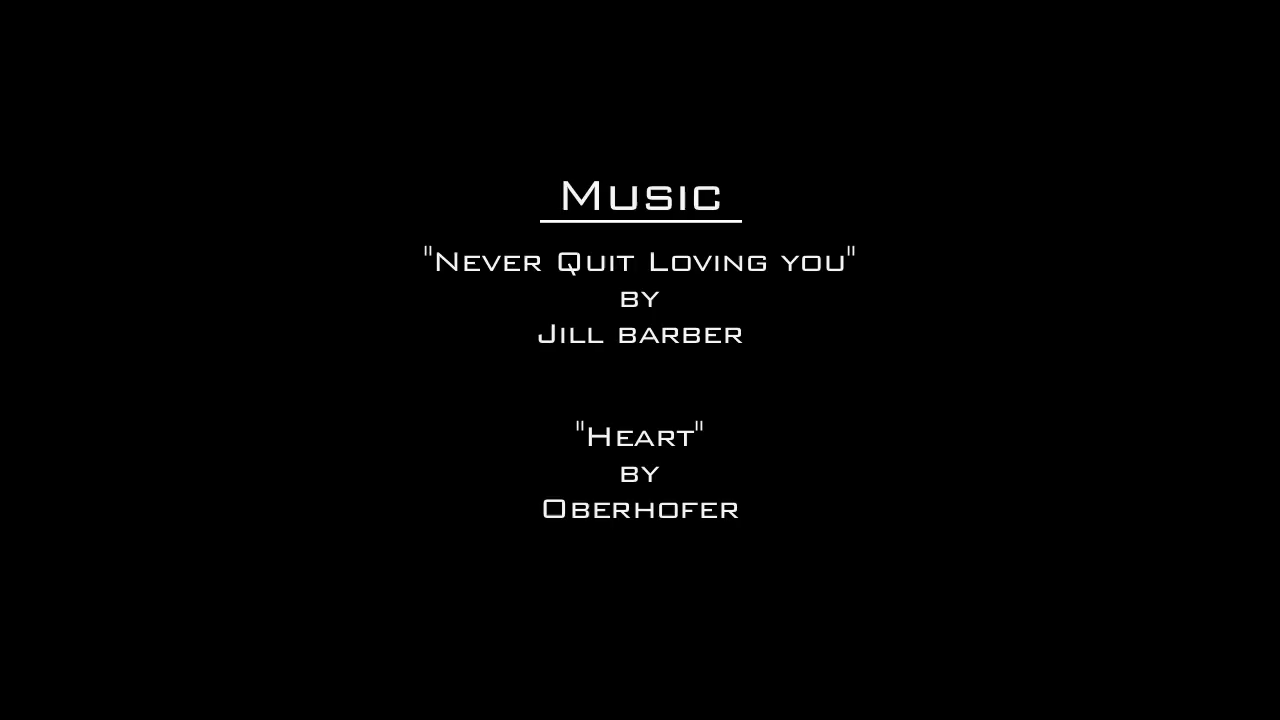 Music
"Never Quit Loving you"
by
Jill barber
"Heart"
by
Oberhofer